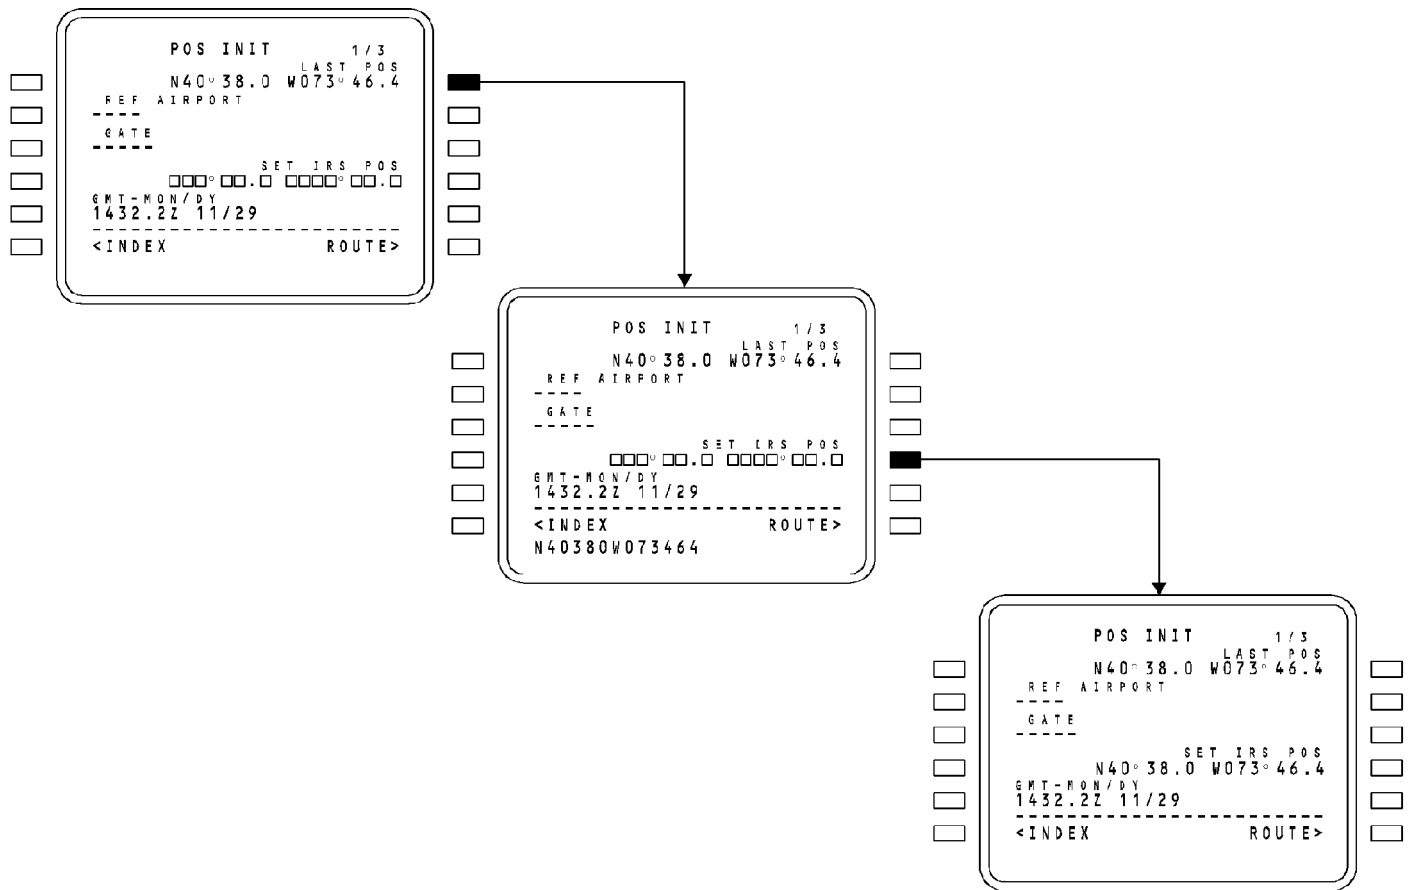 POS INIT 1/3
LAST POS
N40°38.0 W073°46.4
REF AIRPORT
----
GATE
-----
SET IRS POS
□□□°□□.□ □□□□°□□.□
GMT-MON/DY
1432.2Z 11/29
--------------------------
<INDEX ROUTE>
POS INIT 1/3
LAST POS
N40°38.0 W073°46.4
REF AIRPORT
----
GATE
-----
SET IRS POS
□□□°□□.□ □□□□°□□.□
GMT-MON/DY
1432.2Z 11/29
--------------------------
<INDEX ROUTE>
N40380W073464
POS INIT 1/3
LAST POS
N40°38.0 W073°46.4
REF AIRPORT
----
GATE
-----
SET IRS POS
N40°38.0 W073°46.4
GMT-MON/DY
1432.2Z 11/29
--------------------------
<INDEX ROUTE>